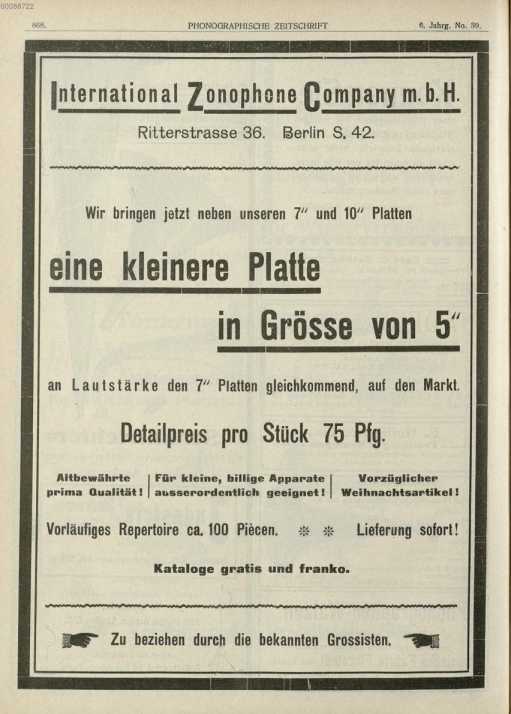 00086722
868.
PHONOGRAPHISCHE ZEITSCHRIFT
6. Jahrg. No. 39.
International Zonophone Company m. b. H.
Ritterstrasse 36. Berlin S. 42.
Wir bringen jetzt neben unseren 7“ und 10“ Platten
eine kleinere Platte
in Grösse von 5“
an Lautstärke den 7“ Platten gleichkommend, auf den Markt.
Detailpreis pro Stück 75 Pfg.
Altbewährte
prima Qualität!
Für kleine, billige Apparate
ausserordentlich geeignet!
Vorzüglicher
Weihnachtsartikel!
Vorläufiges Repertoire ca. 100 Piècen. Lieferung sofort!
Kataloge gratis und franko.
Zu beziehen durch die bekannten Grossisten.